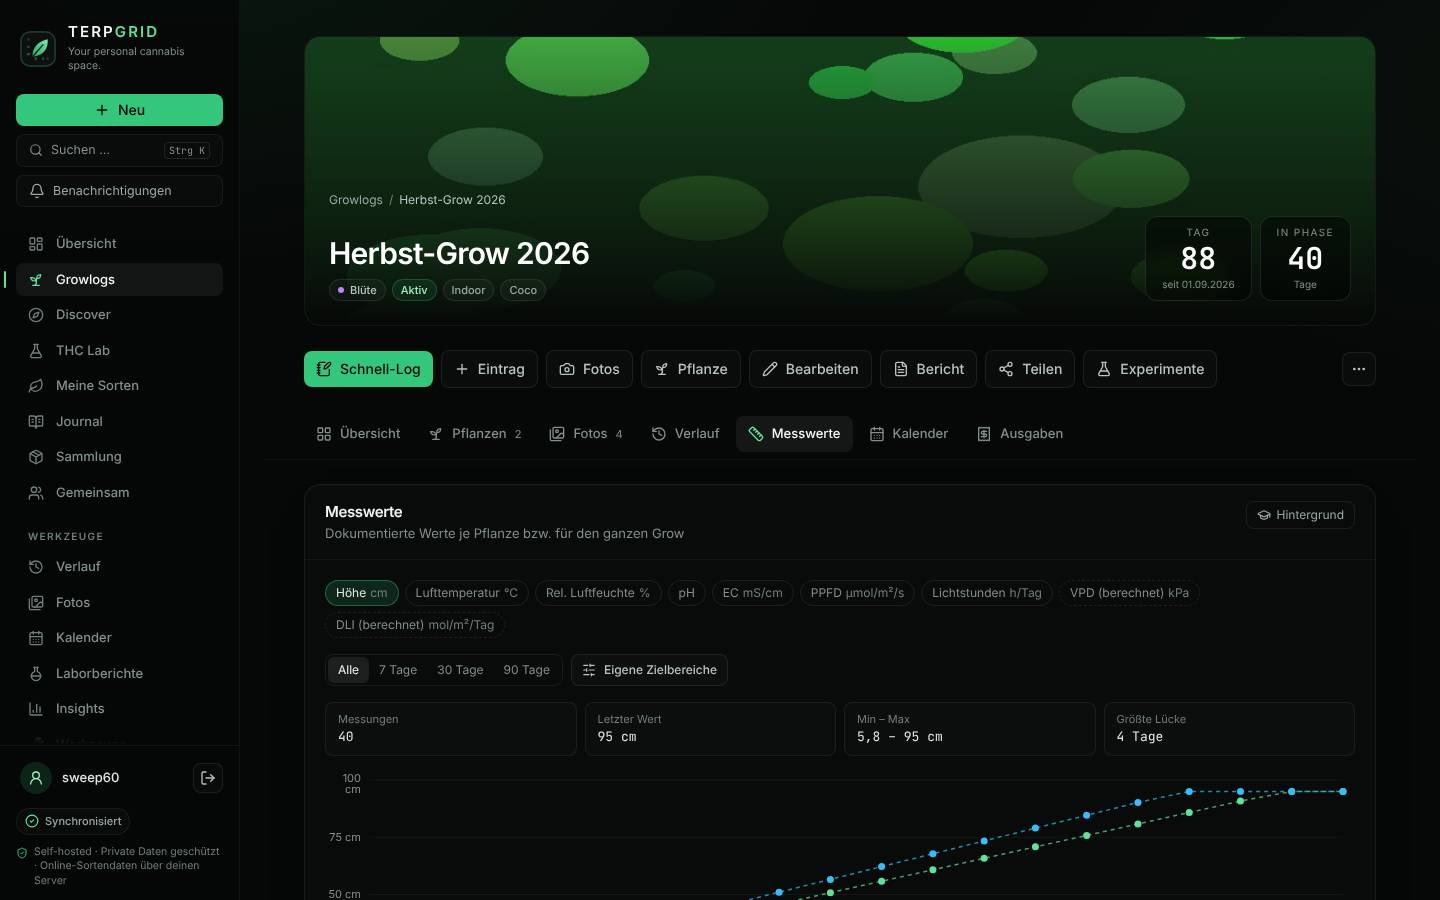 TERPGRID
Your personal cannabis
space.
Neu
Suchen ...
Strg K
Benachrichtigungen
Übersicht
Growlogs
Discover
THC Lab
Meine Sorten
Journal
Sammlung
Gemeinsam
WERKZEUGE
Verlauf
Fotos
Kalender
Laborberichte
Insights
sweep60
Synchronisiert
Self-hosted · Private Daten geschützt
· Online-Sortendaten über deinen
Server
Growlogs / Herbst-Grow 2026
Herbst-Grow 2026
Blüte Aktiv Indoor Coco
TAG
88
seit 01.09.2026
IN PHASE
40
Tage
Schnell-Log Eintrag Fotos Pflanze Bearbeiten Bericht Teilen Experimente
Übersicht Pflanzen 2 Fotos 4 Verlauf Messwerte Kalender Ausgaben
Messwerte
Dokumentierte Werte je Pflanze bzw. für den ganzen Grow
Hintergrund
Höhe cm Lufttemperatur °C Rel. Luftfeuchte % pH EC mS/cm PPFD µmol/m²/s Lichtstunden h/Tag VPD (berechnet) kPa
DLI (berechnet) mol/m²/Tag
Alle 7 Tage 30 Tage 90 Tage Eigene Zielbereiche
Messungen
40
Letzter Wert
95 cm
Min – Max
5,8 – 95 cm
Größte Lücke
4 Tage
100
cm
75 cm
50 cm